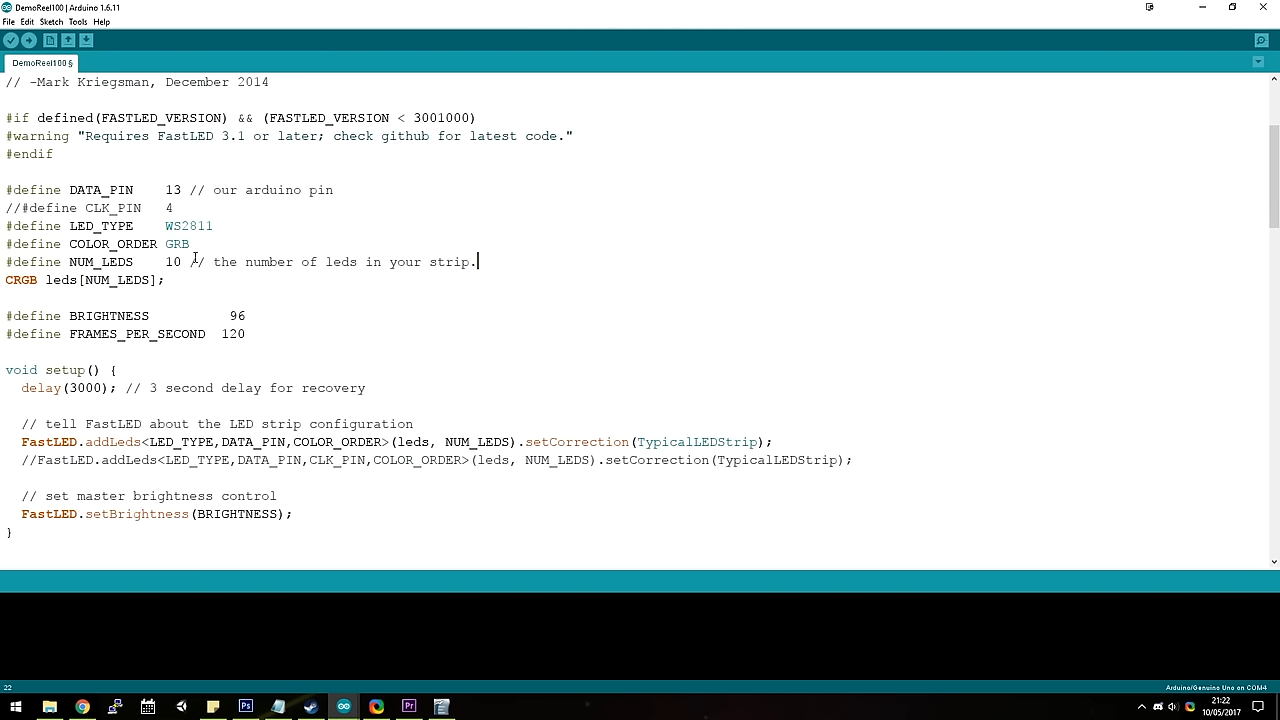 DemoReel100 | Arduino 1.6.11
File Edit Sketch Tools Help
DemoReel100 §
// -Mark Kriegsman, December 2014
#if defined(FASTLED_VERSION) && (FASTLED_VERSION < 3001000)
#warning "Requires FastLED 3.1 or later; check github for latest code."
#endif
#define DATA_PIN    13 // our arduino pin
//#define CLK_PIN   4
#define LED_TYPE    WS2811
#define COLOR_ORDER GRB
#define NUM_LEDS    10 // the number of leds in your strip.
CRGB leds[NUM_LEDS];
#define BRIGHTNESS          96
#define FRAMES_PER_SECOND  120
void setup() {
  delay(3000); // 3 second delay for recovery
  // tell FastLED about the LED strip configuration
  FastLED.addLeds<LED_TYPE,DATA_PIN,COLOR_ORDER>(leds, NUM_LEDS).setCorrection(TypicalLEDStrip);
  //FastLED.addLeds<LED_TYPE,DATA_PIN,CLK_PIN,COLOR_ORDER>(leds, NUM_LEDS).setCorrection(TypicalLEDStrip);
  // set master brightness control
  FastLED.setBrightness(BRIGHTNESS);
}
22
Arduino/Genuino Uno on COM4
Ps
Pr
21:22
10/05/2017